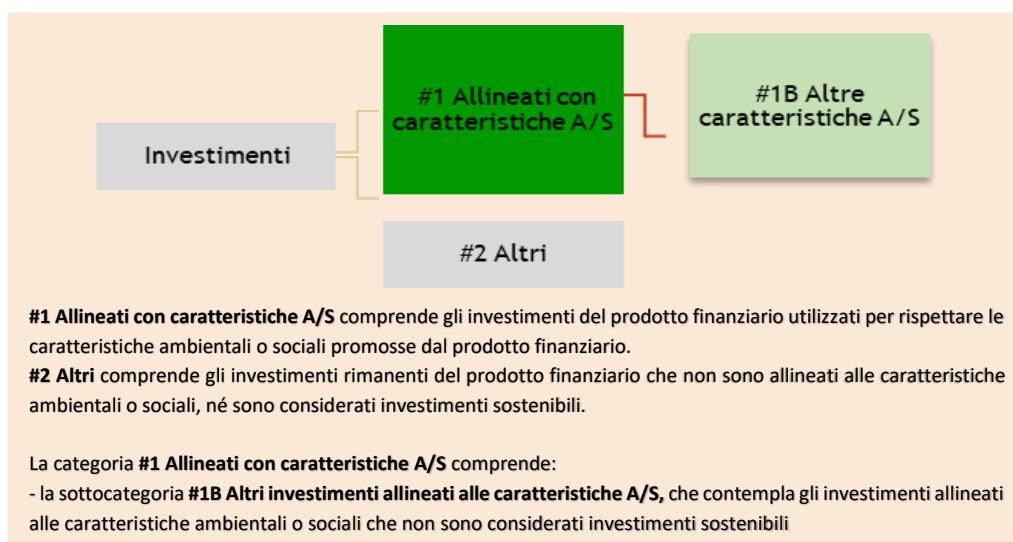 #1 Allineati con
caratteristiche A/S
#1B Altre
caratteristiche A/S
Investimenti
#2 Altri
#1 Allineati con caratteristiche A/S comprende gli investimenti del prodotto finanziario utilizzati per rispettare le
caratteristiche ambientali o sociali promosse dal prodotto finanziario.
#2 Altri comprende gli investimenti rimanenti del prodotto finanziario che non sono allineati alle caratteristiche
ambientali o sociali, né sono considerati investimenti sostenibili.
La categoria #1 Allineati con caratteristiche A/S comprende:
- la sottocategoria #1B Altri investimenti allineati alle caratteristiche A/S, che contempla gli investimenti allineati
alle caratteristiche ambientali o sociali che non sono considerati investimenti sostenibili